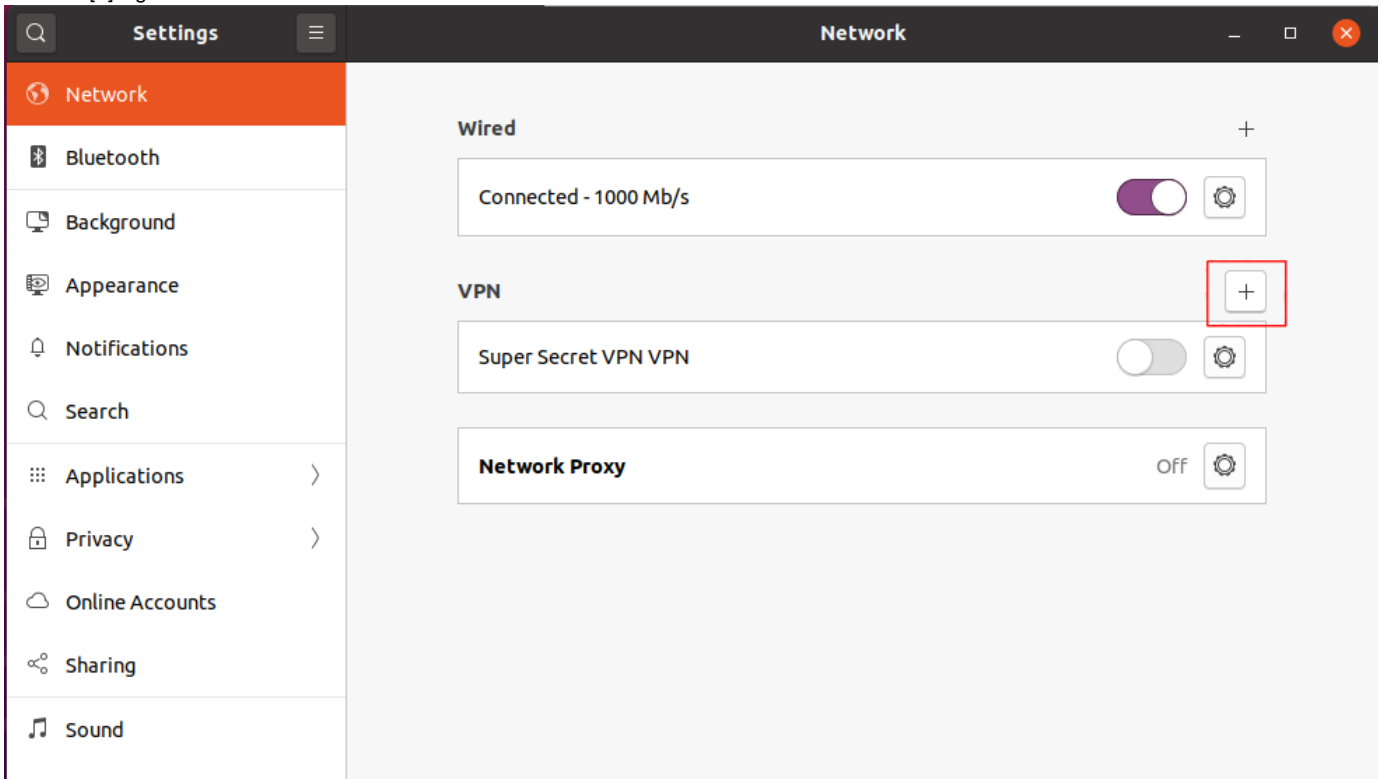 Settings
Network
Network
Bluetooth
Background
Appearance
Notifications
Search
Applications
Privacy
Online Accounts
Sharing
Sound
Wired
Connected - 1000 Mb/s
VPN
Super Secret VPN VPN
Network Proxy
Off